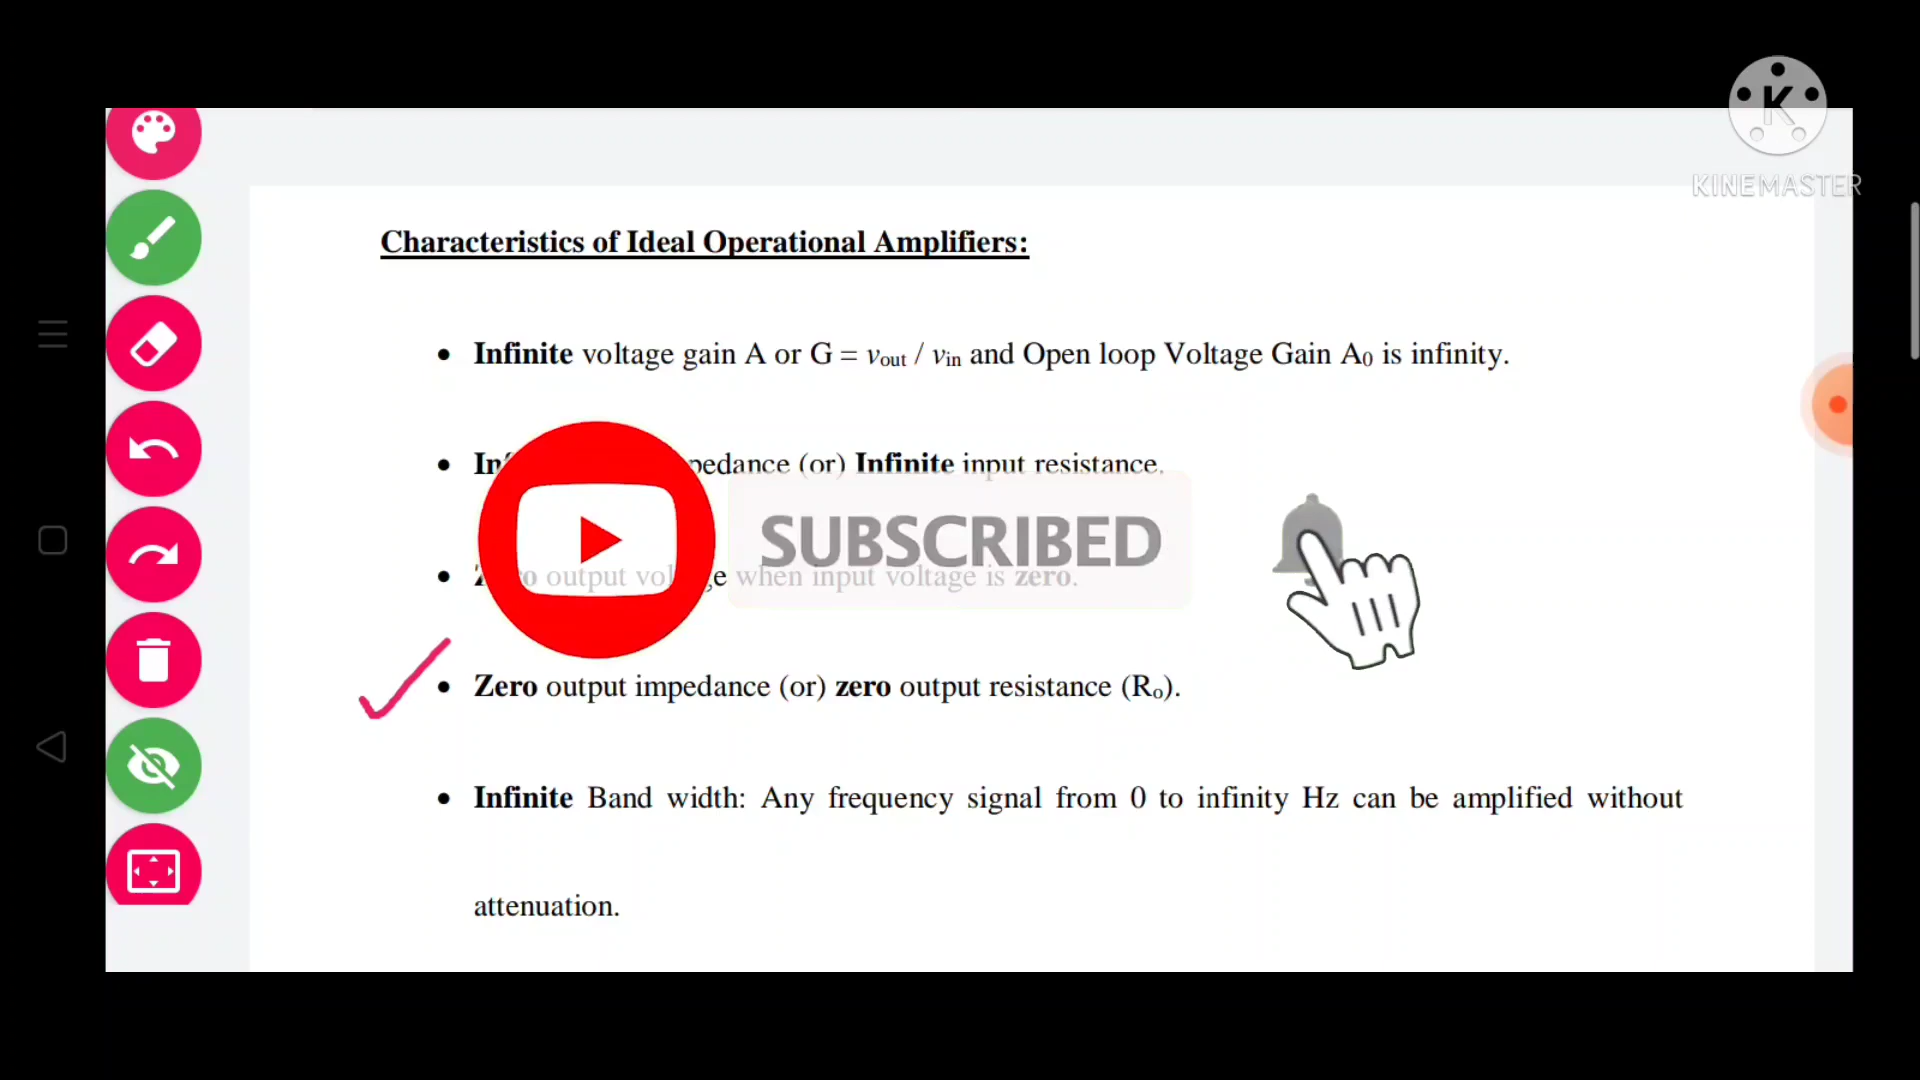 KINEMASTER
Characteristics of Ideal Operational Amplifiers:
• Infinite voltage gain A or G = vout / vin and Open loop Voltage Gain A0 is infinity.
• pedance (or) Infinite input resistance.
SUBSCRIBED
• output voltage when input voltage is zero.
• Zero output impedance (or) zero output resistance (Ro).
• Infinite Band width: Any frequency signal from 0 to infinity Hz can be amplified without
attenuation.